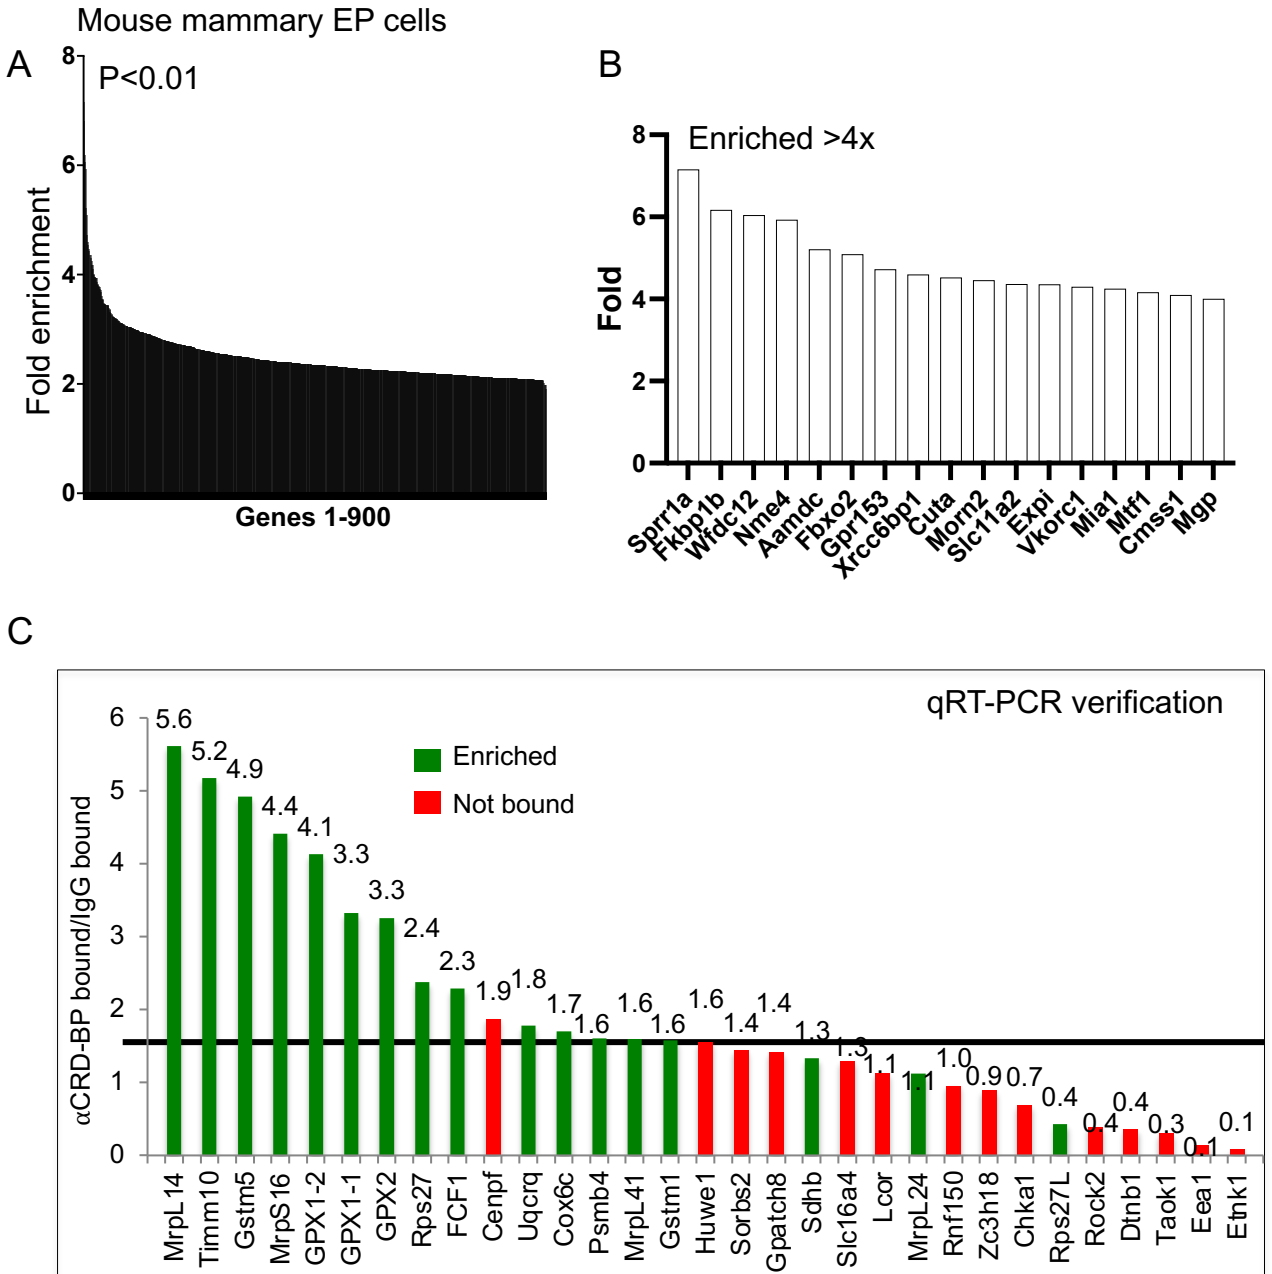 Mouse mammary EP cells
A
P<0.01
Fold enrichment
8
6
4
2
0
Genes 1-900
B
Enriched >4x
Fold
8
6
4
2
0
Sprr1a
Fkbp1b
Wfdc12
Nme4
Aamdc
Fbxo2
Gpr153
Xrcc6bp1
Cuta
Morn2
Slc11a2
Expi
Vkorc1
Mia1
Mtf1
Cmss1
Mgp
C
qRT-PCR verification
Enriched
Not bound
αCRD-BP bound/IgG bound
6
5
4
3
2
1
0
5.6
5.2
4.9
4.4
4.1
3.3
3.3
2.4
2.3
1.9
1.8
1.7
1.6
1.6
1.6
1.6
1.4
1.4
1.3
1.3
1.1
1.1
1.0
0.9
0.7
0.4
0.4
0.4
0.3
0.1
0.1
MrpL14
Timm10
Gstm5
MrpS16
GPX1-2
GPX1-1
GPX2
Rps27
FCF1
Cenpf
Uqcrq
Cox6c
Psmb4
MrpL41
Gstm1
Huwe1
Sorbs2
Gpatch8
Sdhb
Slc16a4
Lcor
MrpL24
Rnf150
Zc3h18
Chka1
Rps27L
Rock2
Dtnb1
Taok1
Eea1
Etnk1